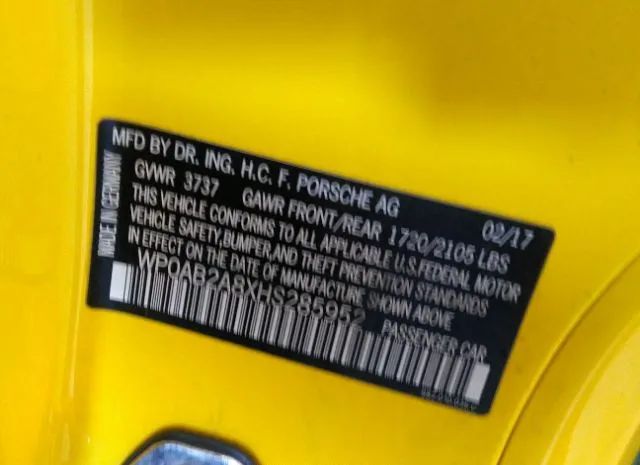 MFD BY DR. ING. H.C. F. PORSCHE AG 02/17
GVWR 3737 GAWR FRONT/REAR 1720/2105 LBS
THIS VEHICLE CONFORMS TO ALL APPLICABLE U.S. FEDERAL MOTOR
VEHICLE SAFETY, BUMPER, AND THEFT PREVENTION STANDARDS
IN EFFECT ON THE DATE OF MANUFACTURE SHOWN ABOVE
WP0AB2A8XHS285952 PASSENGER CAR
MADE IN GERMANY